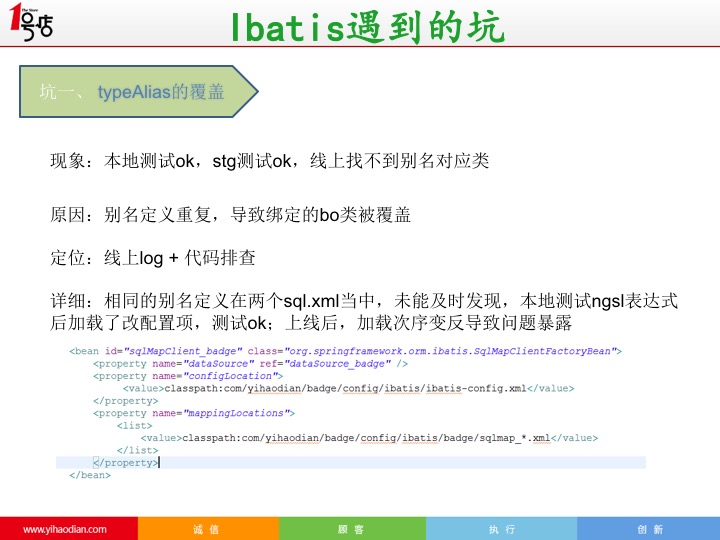 The Store
1号店
Ibatis遇到的坑
坑一、 typeAlias的覆盖
现象：本地测试ok，stg测试ok，线上找不到别名对应类
原因：别名定义重复，导致绑定的bo类被覆盖
定位：线上log + 代码排查
详细：相同的别名定义在两个sql.xml当中，未能及时发现，本地测试ngsl表达式
后加载了改配置项，测试ok；上线后，加载次序变反导致问题暴露
<bean id="sqlMapClient_badge" class="org.springframework.orm.ibatis.SqlMapClientFactoryBean">
<property name="dataSource" ref="dataSource_badge" />
<property name="configLocation">
<value>classpath:com/yihaodian/badge/config/ibatis/ibatis-config.xml</value>
</property>
<property name="mappingLocations">
<list>
<value>classpath:com/yihaodian/badge/config/ibatis/badge/sqlmap_*.xml</value>
</list>
</property>
</bean>
www.yihaodian.com 诚 信 顾 客 执 行 创 新